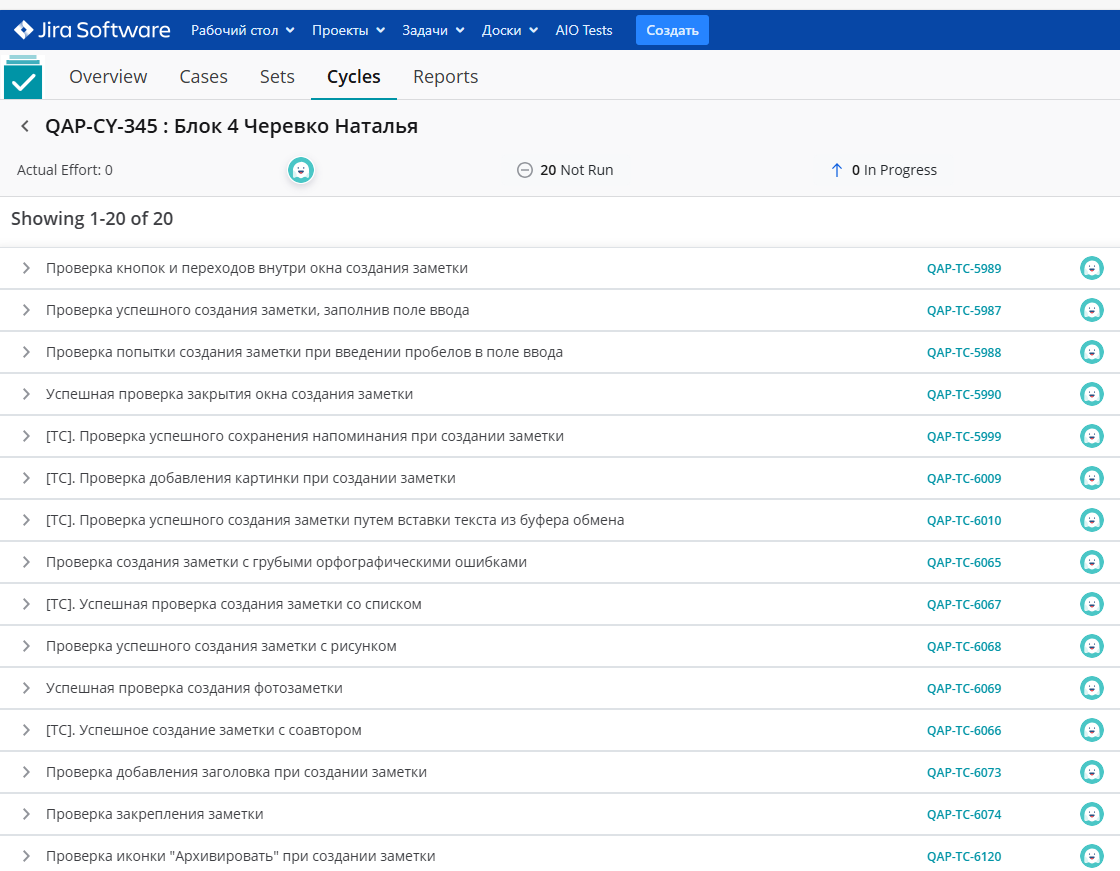 Jira Software Рабочий стол Проекты Задачи Доски AIO Tests Создать
Overview Cases Sets Cycles Reports
QAP-CY-345 : Блок 4 Черевко Наталья
Actual Effort: 0 20 Not Run 0 In Progress
Showing 1-20 of 20
Проверка кнопок и переходов внутри окна создания заметки QAP-TC-5989
Проверка успешного создания заметки, заполнив поле ввода QAP-TC-5987
Проверка попытки создания заметки при введении пробелов в поле ввода QAP-TC-5988
Успешная проверка закрытия окна создания заметки QAP-TC-5990
[ТС]. Проверка успешного сохранения напоминания при создании заметки QAP-TC-5999
[ТС]. Проверка добавления картинки при создании заметки QAP-TC-6009
[ТС]. Проверка успешного создания заметки путем вставки текста из буфера обмена QAP-TC-6010
Проверка создания заметки с грубыми орфографическими ошибками QAP-TC-6065
[ТС]. Успешная проверка создания заметки со списком QAP-TC-6067
Проверка успешного создания заметки с рисунком QAP-TC-6068
Успешная проверка создания фотозаметки QAP-TC-6069
[ТС]. Успешное создание заметки с соавтором QAP-TC-6066
Проверка добавления заголовка при создании заметки QAP-TC-6073
Проверка закрепления заметки QAP-TC-6074
Проверка иконки "Архивировать" при создании заметки QAP-TC-6120